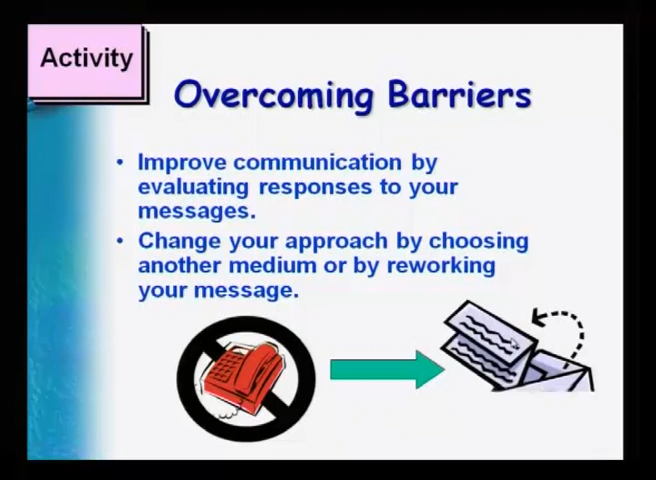 Activity
Overcoming Barriers
• Improve communication by
evaluating responses to your
messages.
• Change your approach by choosing
another medium or by reworking
your message.